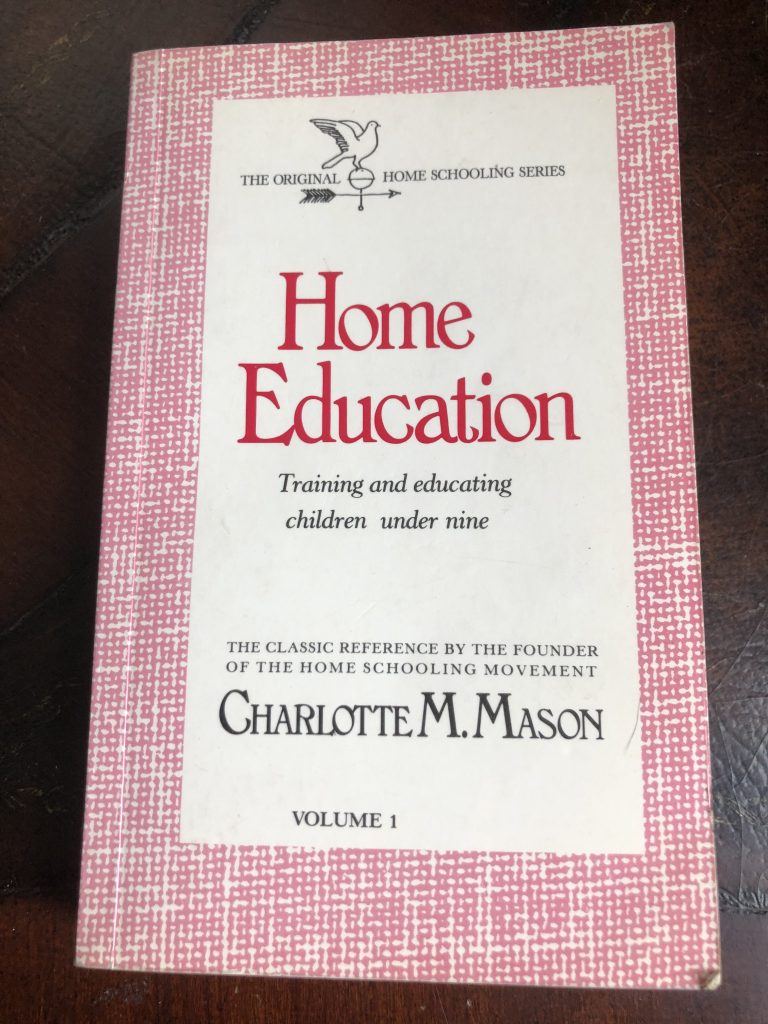 THE ORIGINAL HOME SCHOOLING SERIES
Home
Education
Training and educating
children under nine
THE CLASSIC REFERENCE BY THE FOUNDER
OF THE HOME SCHOOLING MOVEMENT
CHARLOTTE M. MASON
VOLUME 1